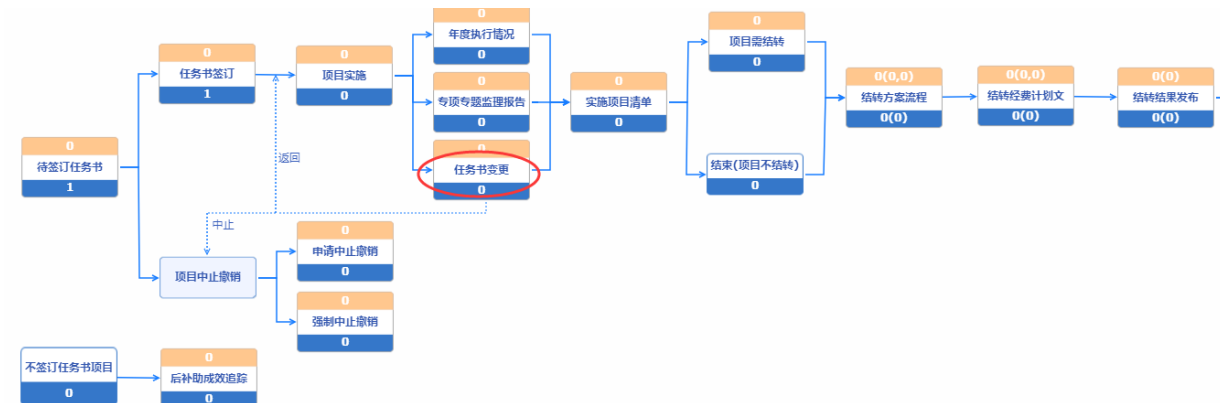 0
任务书签订
1
0
项目实施
0
0
年度执行情况
0
0
专项专题监理报告
0
0
任务书变更
0
0
实施项目清单
0
0
项目需结转
0
结束(项目不结转)
0
0(0,0)
结转方案流程
0(0)
0(0,0)
结转经费计划文
0(0)
0(0)
结转结果发布
0(0)
0
待签订任务书
1
返回
中止
项目中止撤销
0
申请中止撤销
0
0
强制中止撤销
0
不签订任务书项目
0
0
后补助成效追踪
0